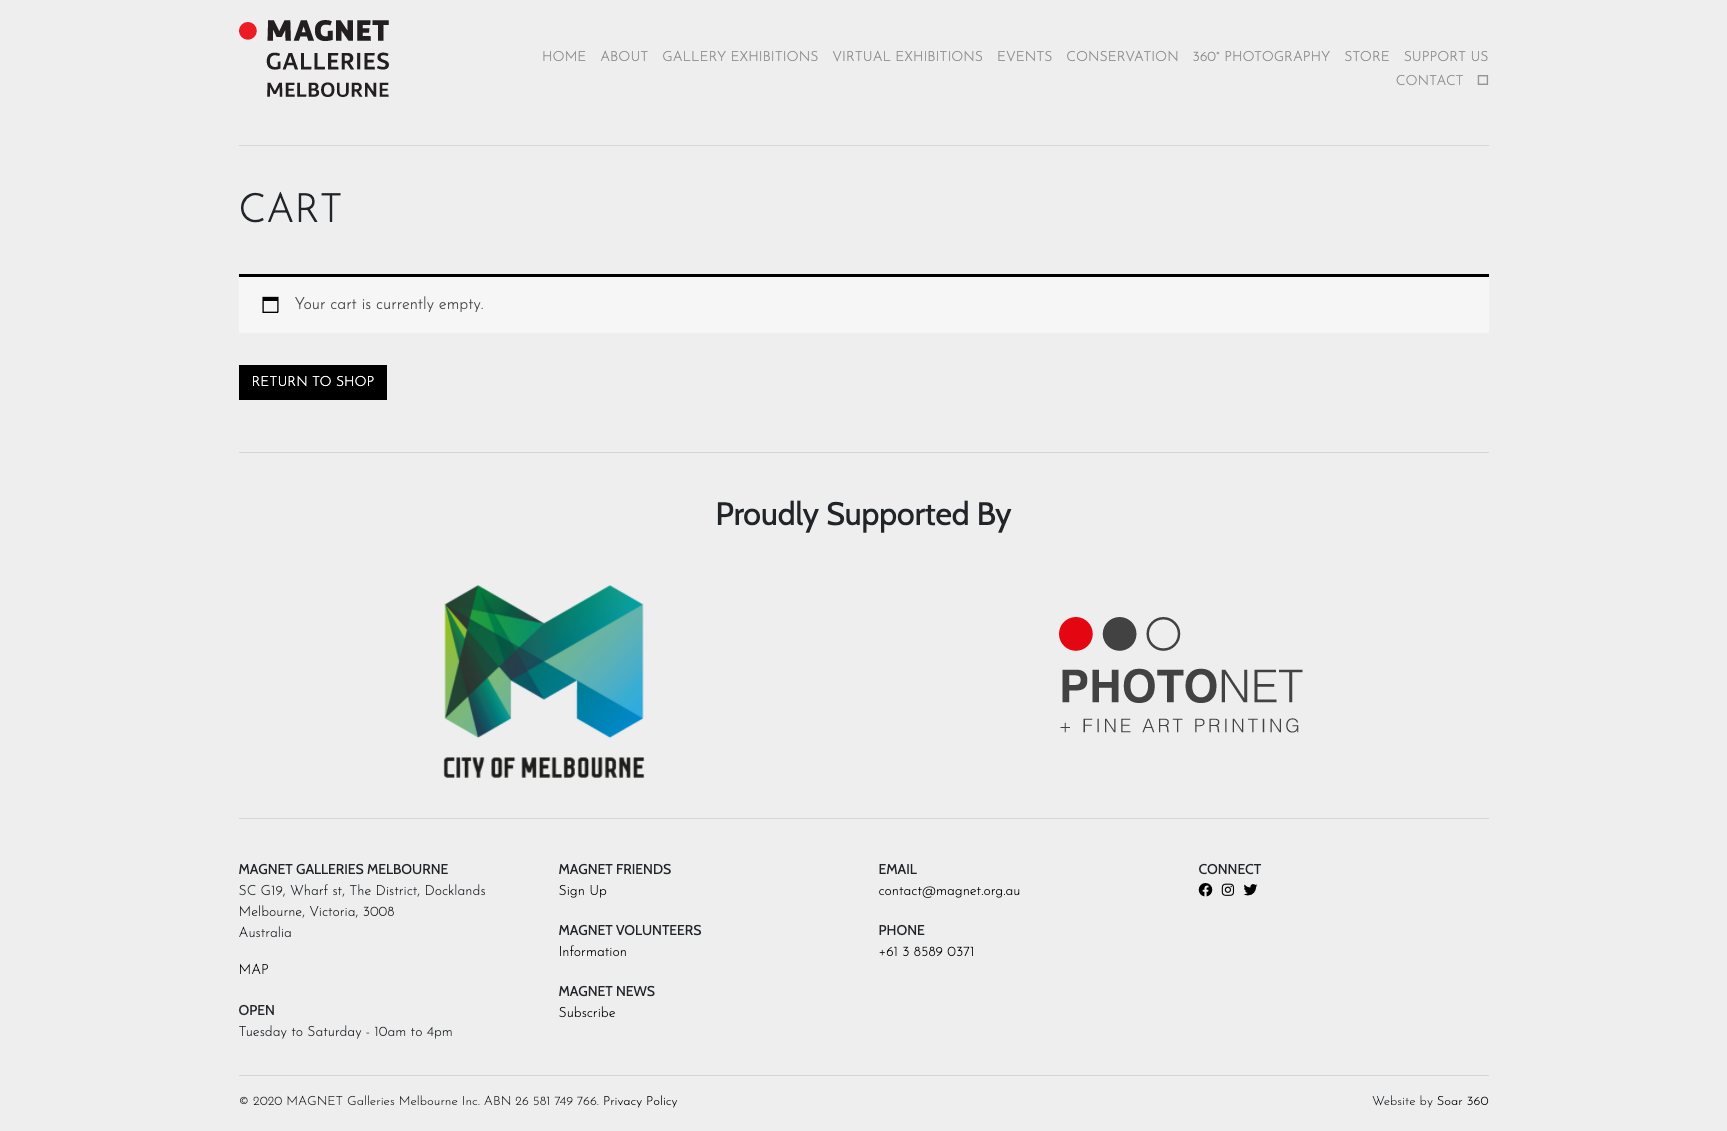 MAGNET
GALLERIES
MELBOURNE
HOME ABOUT GALLERY EXHIBITIONS VIRTUAL EXHIBITIONS EVENTS CONSERVATION 360° PHOTOGRAPHY STORE SUPPORT US
CONTACT
CART
Your cart is currently empty.
RETURN TO SHOP
Proudly Supported By
CITY OF MELBOURNE
PHOTONET
+ FINE ART PRINTING
MAGNET GALLERIES MELBOURNE
SC G19, Wharf st, The District, Docklands
Melbourne, Victoria, 3008
Australia
MAP
OPEN
Tuesday to Saturday - 10am to 4pm
MAGNET FRIENDS
Sign Up
MAGNET VOLUNTEERS
Information
MAGNET NEWS
Subscribe
EMAIL
contact@magnet.org.au
PHONE
+61 3 8589 0371
CONNECT
© 2020 MAGNET Galleries Melbourne Inc. ABN 26 581 749 766. Privacy Policy
Website by Soar 360